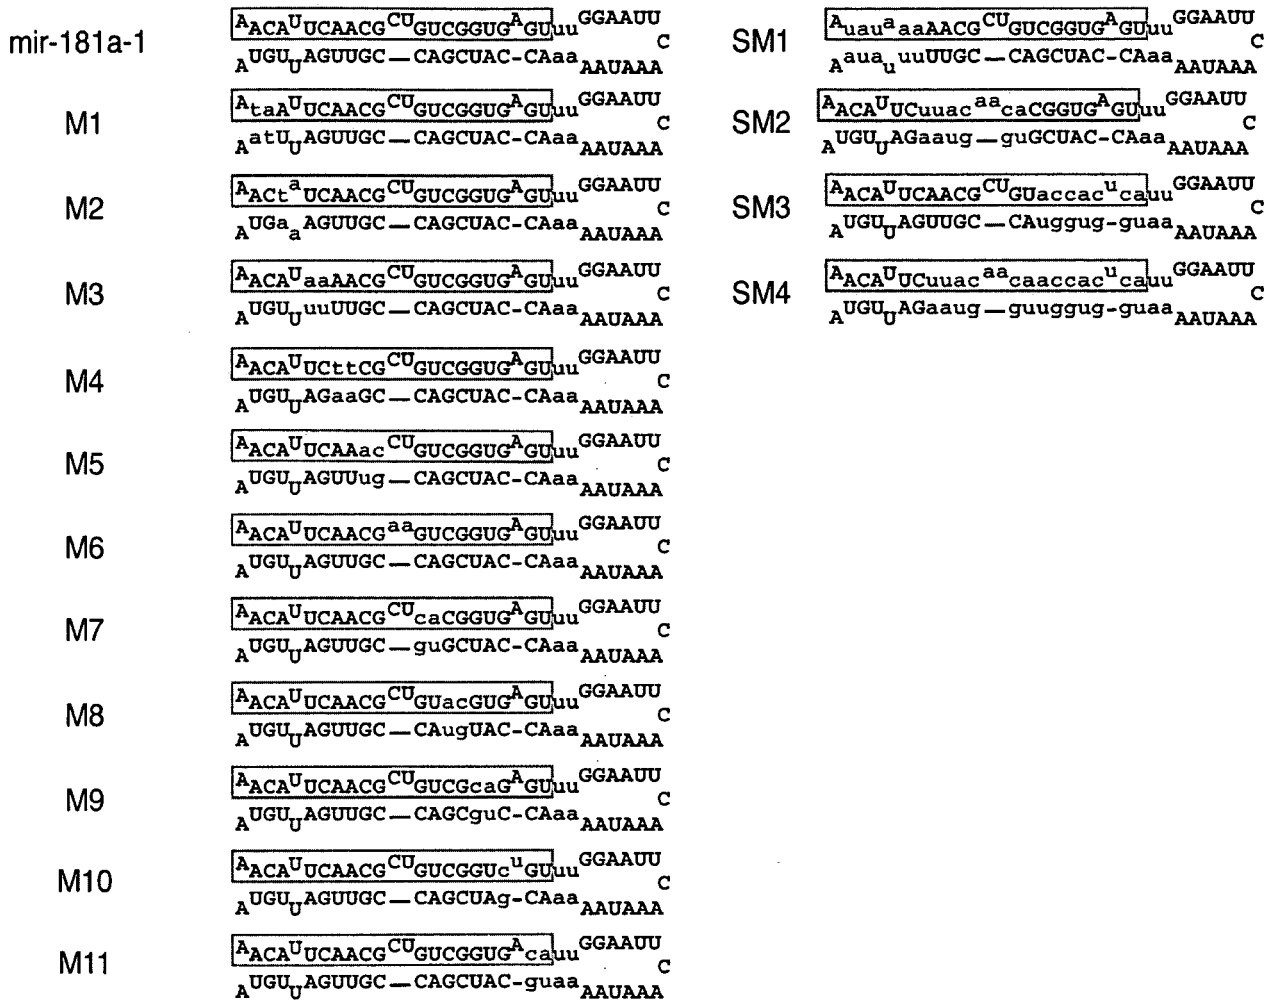 mir-181a-1
AACAUUCAACGCUGUCGGUGAGUuuGGAAUU
C
AUGUUAGUUGC—CAGCUAC-CAaaAAUAAA
M1
AtaAUUCAACGCUGUCGGUGAGUuuGGAAUU
C
AatUUAGUUGC—CAGCUAC-CAaaAAUAAA
M2
AACtaUCAACGCUGUCGGUGAGUuuGGAAUU
C
AUGaaAGUUGC—CAGCUAC-CAaaAAUAAA
M3
AACAUaaAACGCUGUCGGUGAGUuuGGAAUU
C
AUGUUuuUUGC—CAGCUAC-CAaaAAUAAA
M4
AACAUUCttCGCUGUCGGUGAGUuuGGAAUU
C
AUGUUAGaaGC—CAGCUAC-CAaaAAUAAA
M5
AACAUUCAAacCUGUCGGUGAGUuuGGAAUU
C
AUGUUAGUUug—CAGCUAC-CAaaAAUAAA
M6
AACAUUCAACGaaGUCGGUGAGUuuGGAAUU
C
AUGUUAGUUGC—CAGCUAC-CAaaAAUAAA
M7
AACAUUCAACGCUcaCGGUGAGUuuGGAAUU
C
AUGUUAGUUGC—guGCUAC-CAaaAAUAAA
M8
AACAUUCAACGCUGUacGUGAGUuuGGAAUU
C
AUGUUAGUUGC—CAugUAC-CAaaAAUAAA
M9
AACAUUCAACGCUGUCGcaGAGUuuGGAAUU
C
AUGUUAGUUGC—CAGCguC-CAaaAAUAAA
M10
AACAUUCAACGCUGUCGGUcuGUuuGGAAUU
C
AUGUUAGUUGC—CAGCUAg-CAaaAAUAAA
M11
AACAUUCAACGCUGUCGGUGAcauuGGAAUU
C
AUGUUAGUUGC—CAGCUAC-guaaAAUAAA
SM1
AuauaaaAACGCUGUCGGUGAGUuuGGAAUU
C
AauauuuUUGC—CAGCUAC-CAaaAAUAAA
SM2
AACAUUCuuacaacaCGGUGAGUuuGGAAUU
C
AUGUUAGaaug—guGCUAC-CAaaAAUAAA
SM3
AACAUUCAACGCUGUaccacucauuGGAAUU
C
AUGUUAGUUGC—CAuggug-guaaAAUAAA
SM4
AACAUUCuuacaacaaccacucauuGGAAUU
C
AUGUUAGaaug—guuggug-guaaAAUAAA